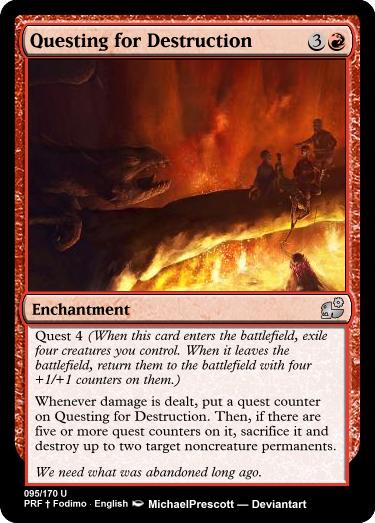 Questing for Destruction 3
Enchantment
Quest 4 (When this card enters the battlefield, exile
four creatures you control. When it leaves the
battlefield, return them to the battlefield with four
+1/+1 counters on them.)
Whenever damage is dealt, put a quest counter
on Questing for Destruction. Then, if there are
five or more quest counters on it, sacrifice it and
destroy up to two target noncreature permanents.
We need what was abandoned long ago.
095/170 U
PRF † Fodimo · English MichaelPrescott — Deviantart